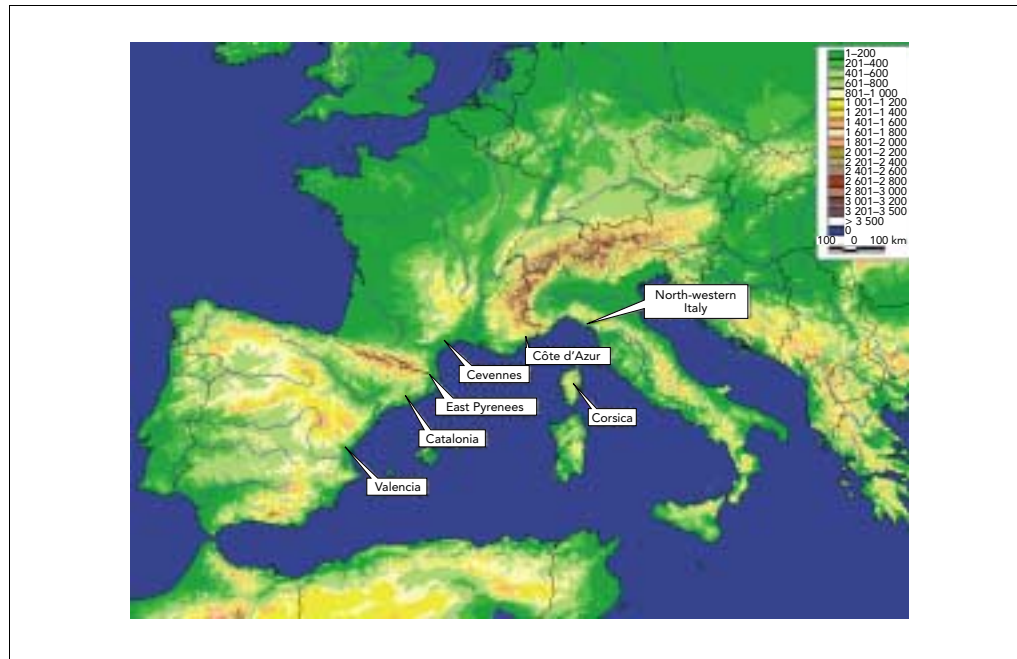 1–200
201–400
401–600
601–800
801–1 000
1 001–1 200
1 201–1 400
1 401–1 600
1 601–1 800
1 801–2 000
2 001–2 200
2 201–2 400
2 401–2 600
2 601–2 800
2 801–3 000
3 001–3 200
3 201–3 500
> 3 500
0
100 0 100 km
North-western
Italy
Côte d’Azur
Cevennes
East Pyrenees
Corsica
Catalonia
Valencia